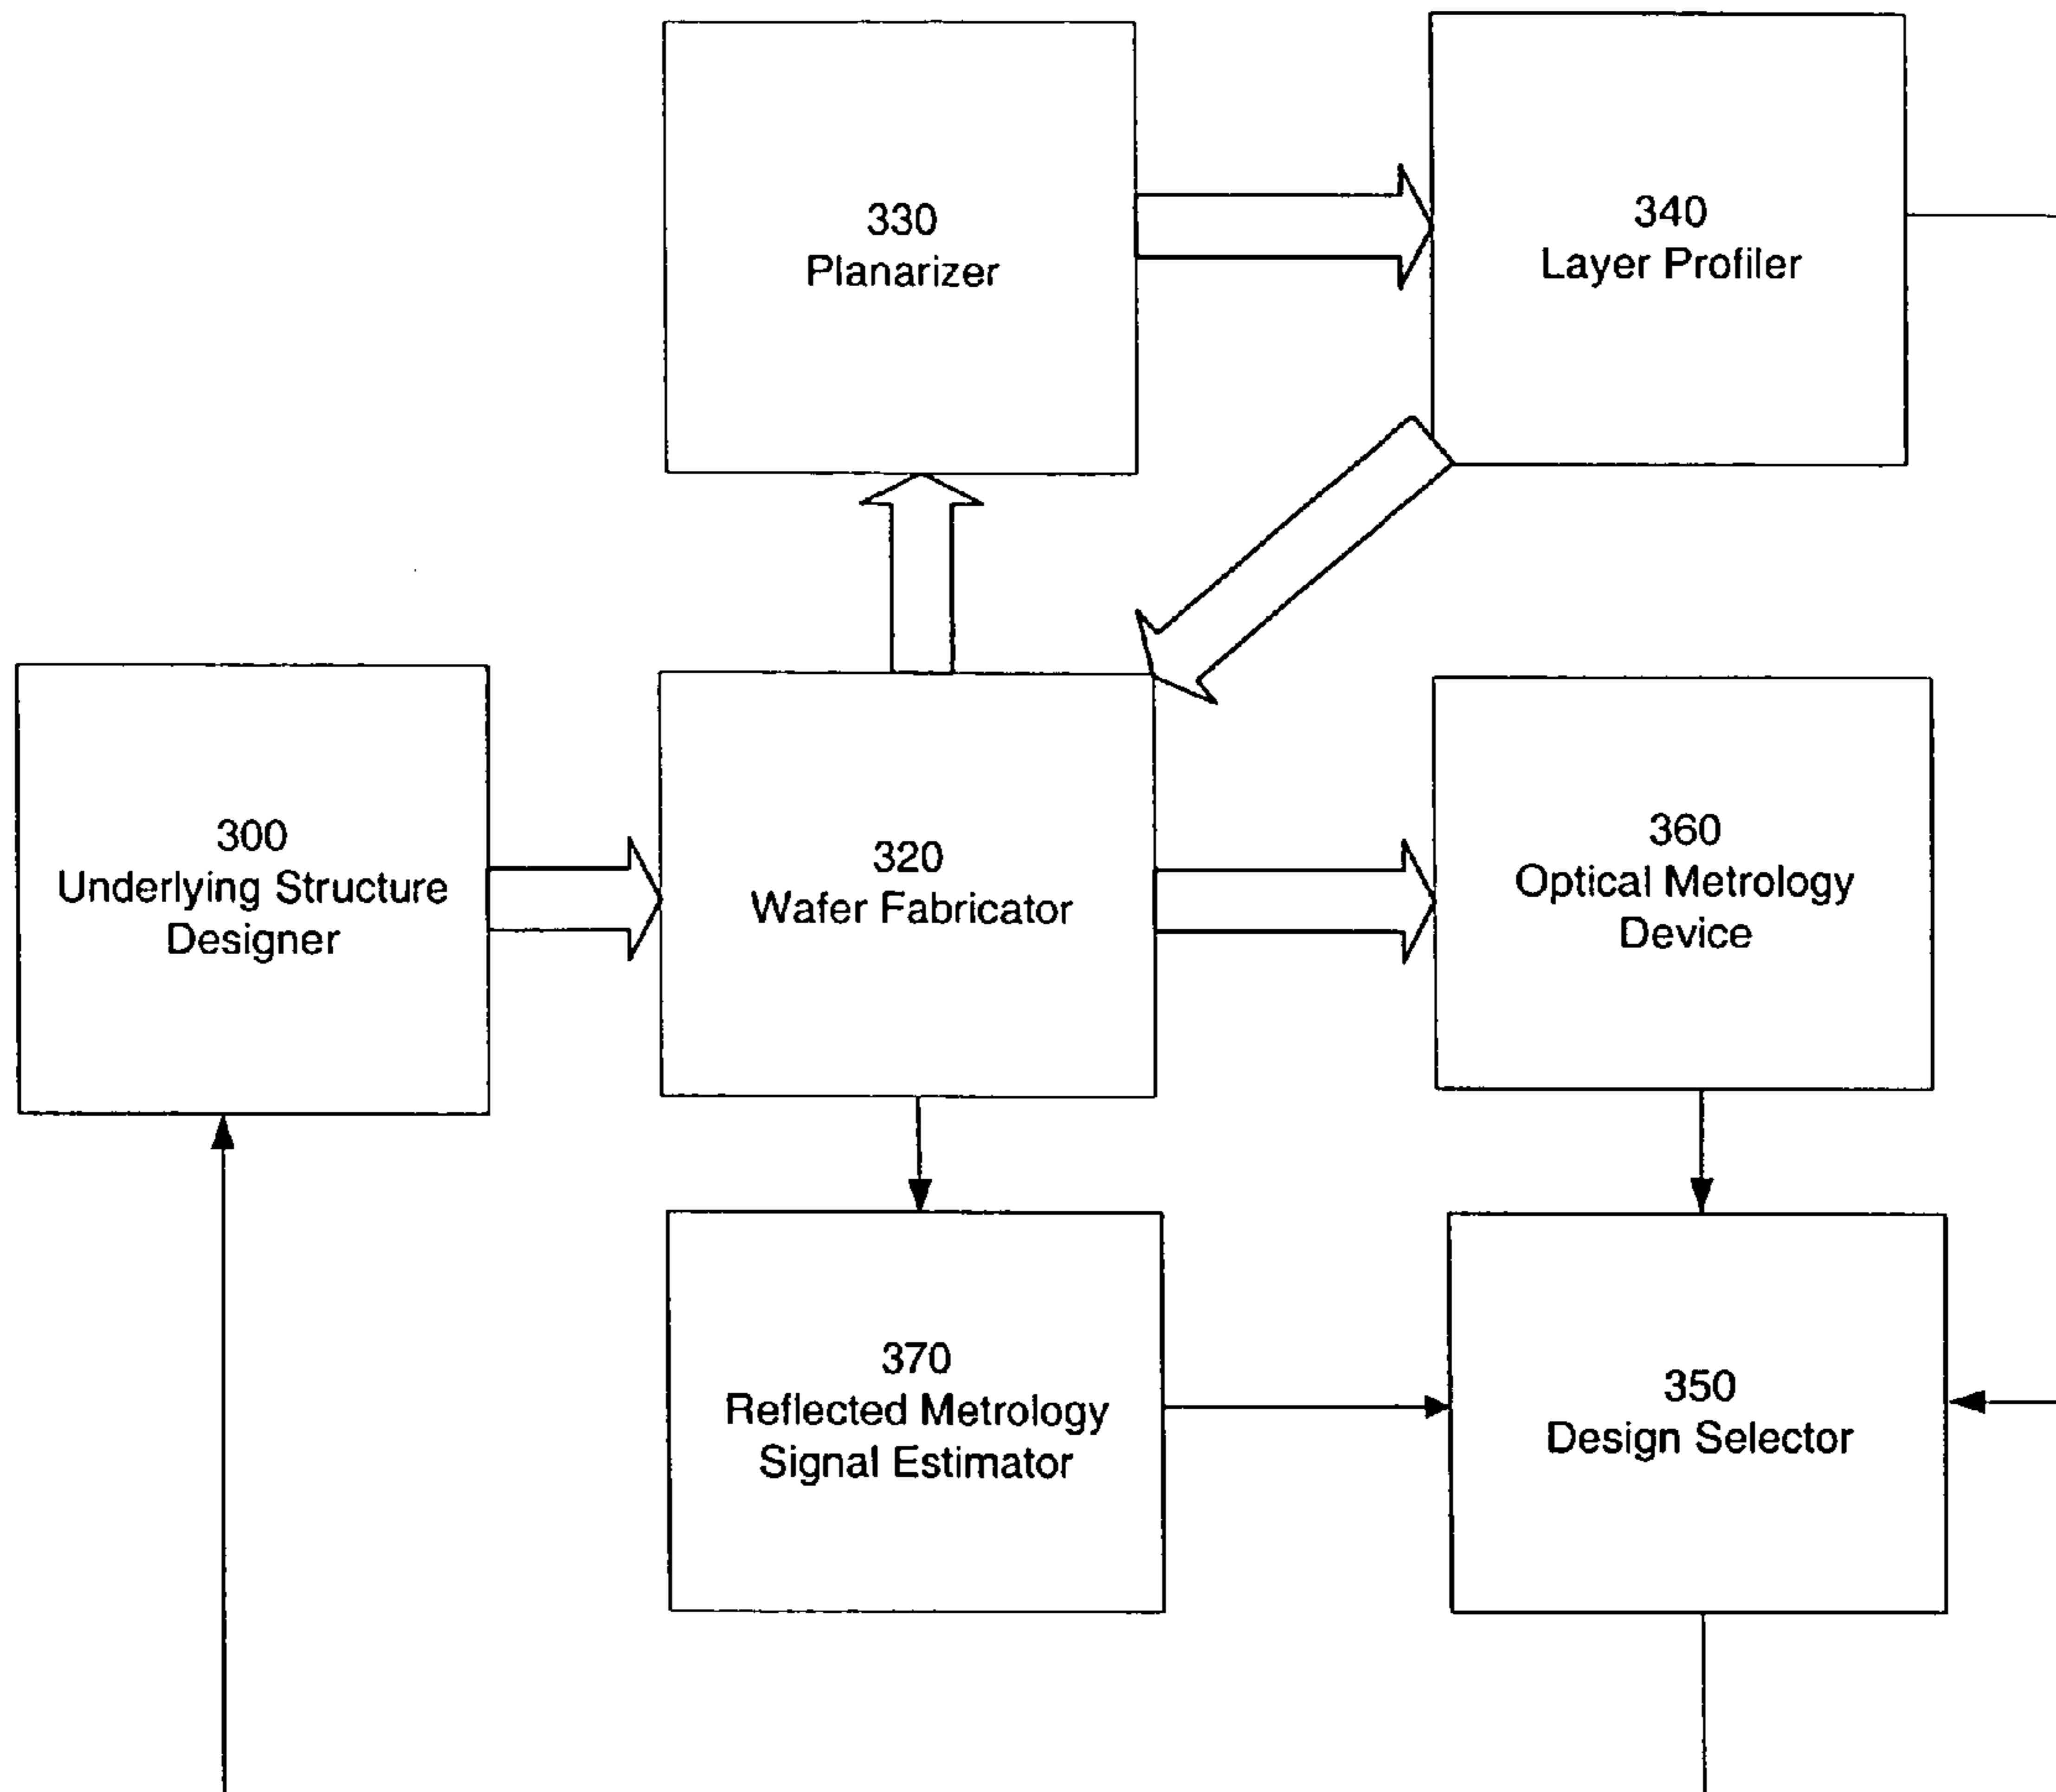 330
Planarizer
340
Layer Profiler
300
Underlying Structure
Designer
320
Wafer Fabricator
360
Optical Metrology
Device
370
Reflected Metrology
Signal Estimator
350
Design Selector